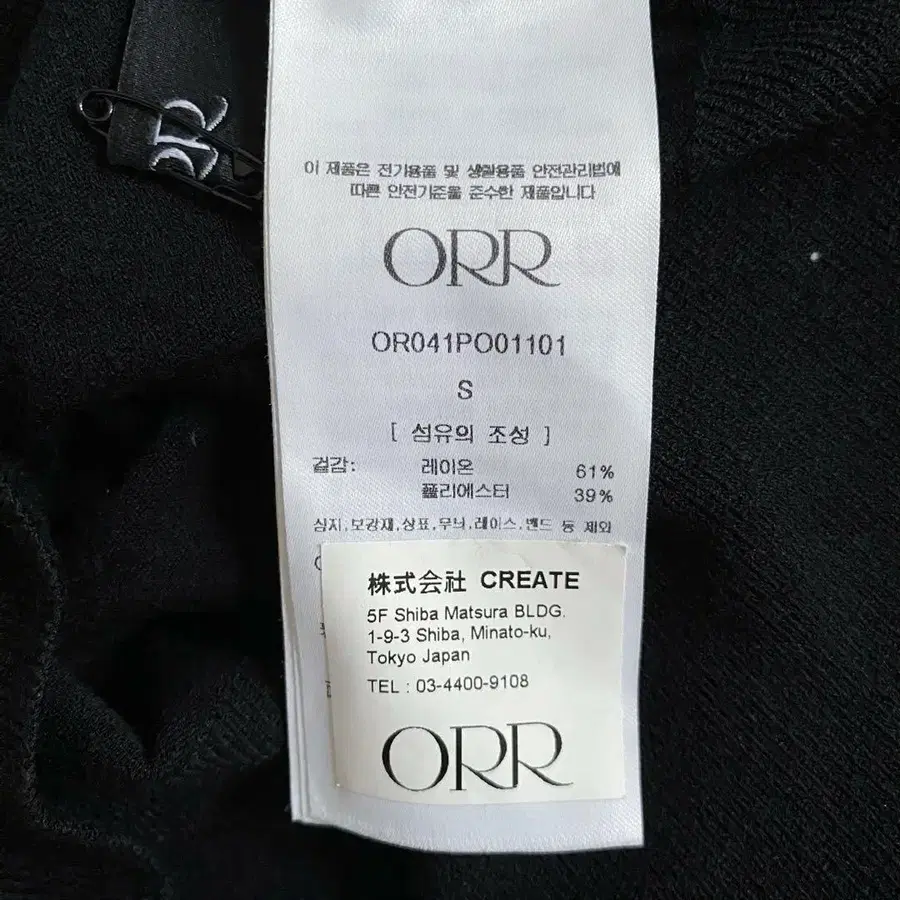 이 제품은 전기용품 및 생활용품 안전관리법에
따른 안전기준을 준수한 제품입니다
ORR
OR041PO01101
S
[ 섬유의 조성 ]
겉감: 레이온 61%
폴리에스터 39%
심지,보강재,상표,무늬,레이스,밴드 등 제외
株式会社 CREATE
5F Shiba Matsura BLDG.
1-9-3 Shiba, Minato-ku,
Tokyo Japan
TEL : 03-4400-9108
ORR